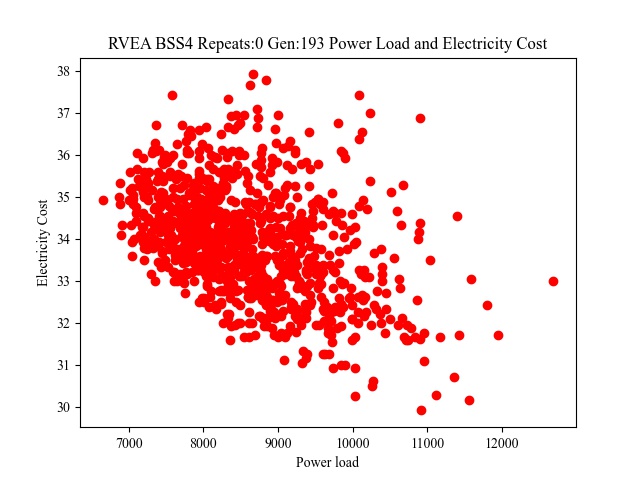 RVEA BSS4 Repeats:0 Gen:193 Power Load and Electricity Cost
38
37
36
35
34
33
32
31
30
Electricity Cost
7000 8000 9000 10000 11000 12000
Power load